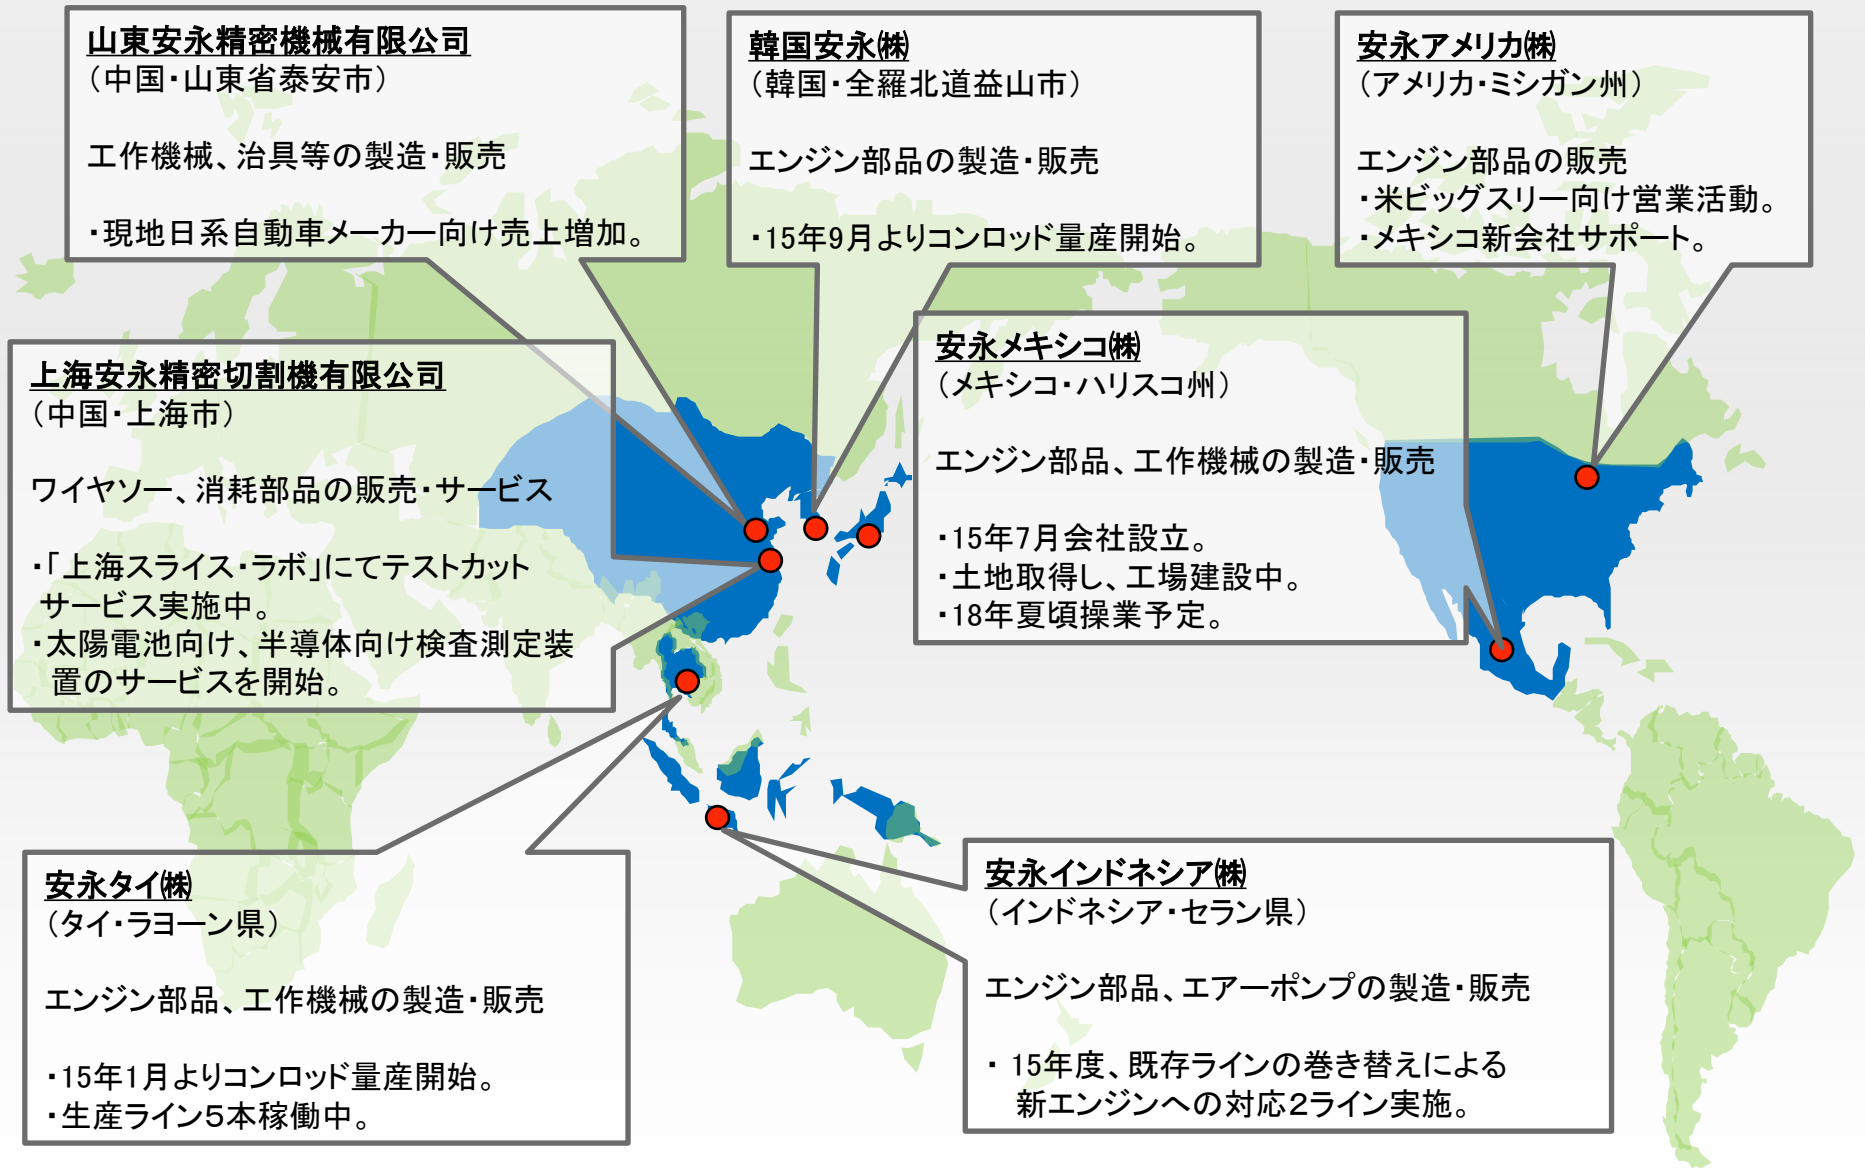 山東安永精密機械有限公司
（中国・山東省泰安市）
工作機械、治具等の製造・販売
・現地日系自動車メーカー向け売上増加。
韓国安永㈱
（韓国・全羅北道益山市）
エンジン部品の製造・販売
・15年9月よりコンロッド量産開始。
安永アメリカ㈱
（アメリカ・ミシガン州）
エンジン部品の販売
・米ビッグスリー向け営業活動。
・メキシコ新会社サポート。
上海安永精密切割機有限公司
（中国・上海市）
ワイヤソー、消耗部品の販売・サービス
・「上海スライス・ラボ」にてテストカット
サービス実施中。
・太陽電池向け、半導体向け検査測定装
置のサービスを開始。
安永メキシコ㈱
（メキシコ・ハリスコ州）
エンジン部品、工作機械の製造・販売
・15年7月会社設立。
・土地取得し、工場建設中。
・18年夏頃操業予定。
安永タイ㈱
（タイ・ラヨーン県）
エンジン部品、工作機械の製造・販売
・15年1月よりコンロッド量産開始。
・生産ライン５本稼働中。
安永インドネシア㈱
（インドネシア・セラン県）
エンジン部品、エアーポンプの製造・販売
・ 15年度、既存ラインの巻き替えによる
新エンジンへの対応２ライン実施。